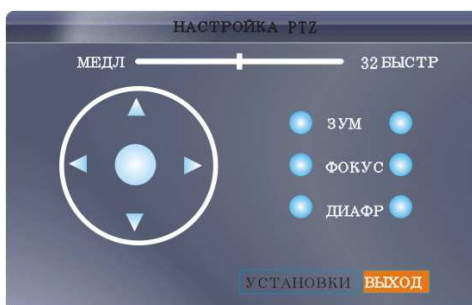 НАСТРОЙКА PTZ
МЕДЛ 32 БЫСТР
ЗУМ
ФОКУС
ДИАФР
УСТАНОВКИ ВЫХОД